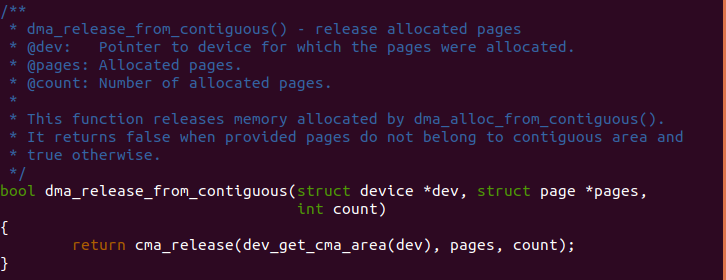 /**
 * dma_release_from_contiguous() - release allocated pages
 * @dev:   Pointer to device for which the pages were allocated.
 * @pages: Allocated pages.
 * @count: Number of allocated pages.
 *
 * This function releases memory allocated by dma_alloc_from_contiguous().
 * It returns false when provided pages do not belong to contiguous area and
 * true otherwise.
 */
bool dma_release_from_contiguous(struct device *dev, struct page *pages,
                                 int count)
{
        return cma_release(dev_get_cma_area(dev), pages, count);
}